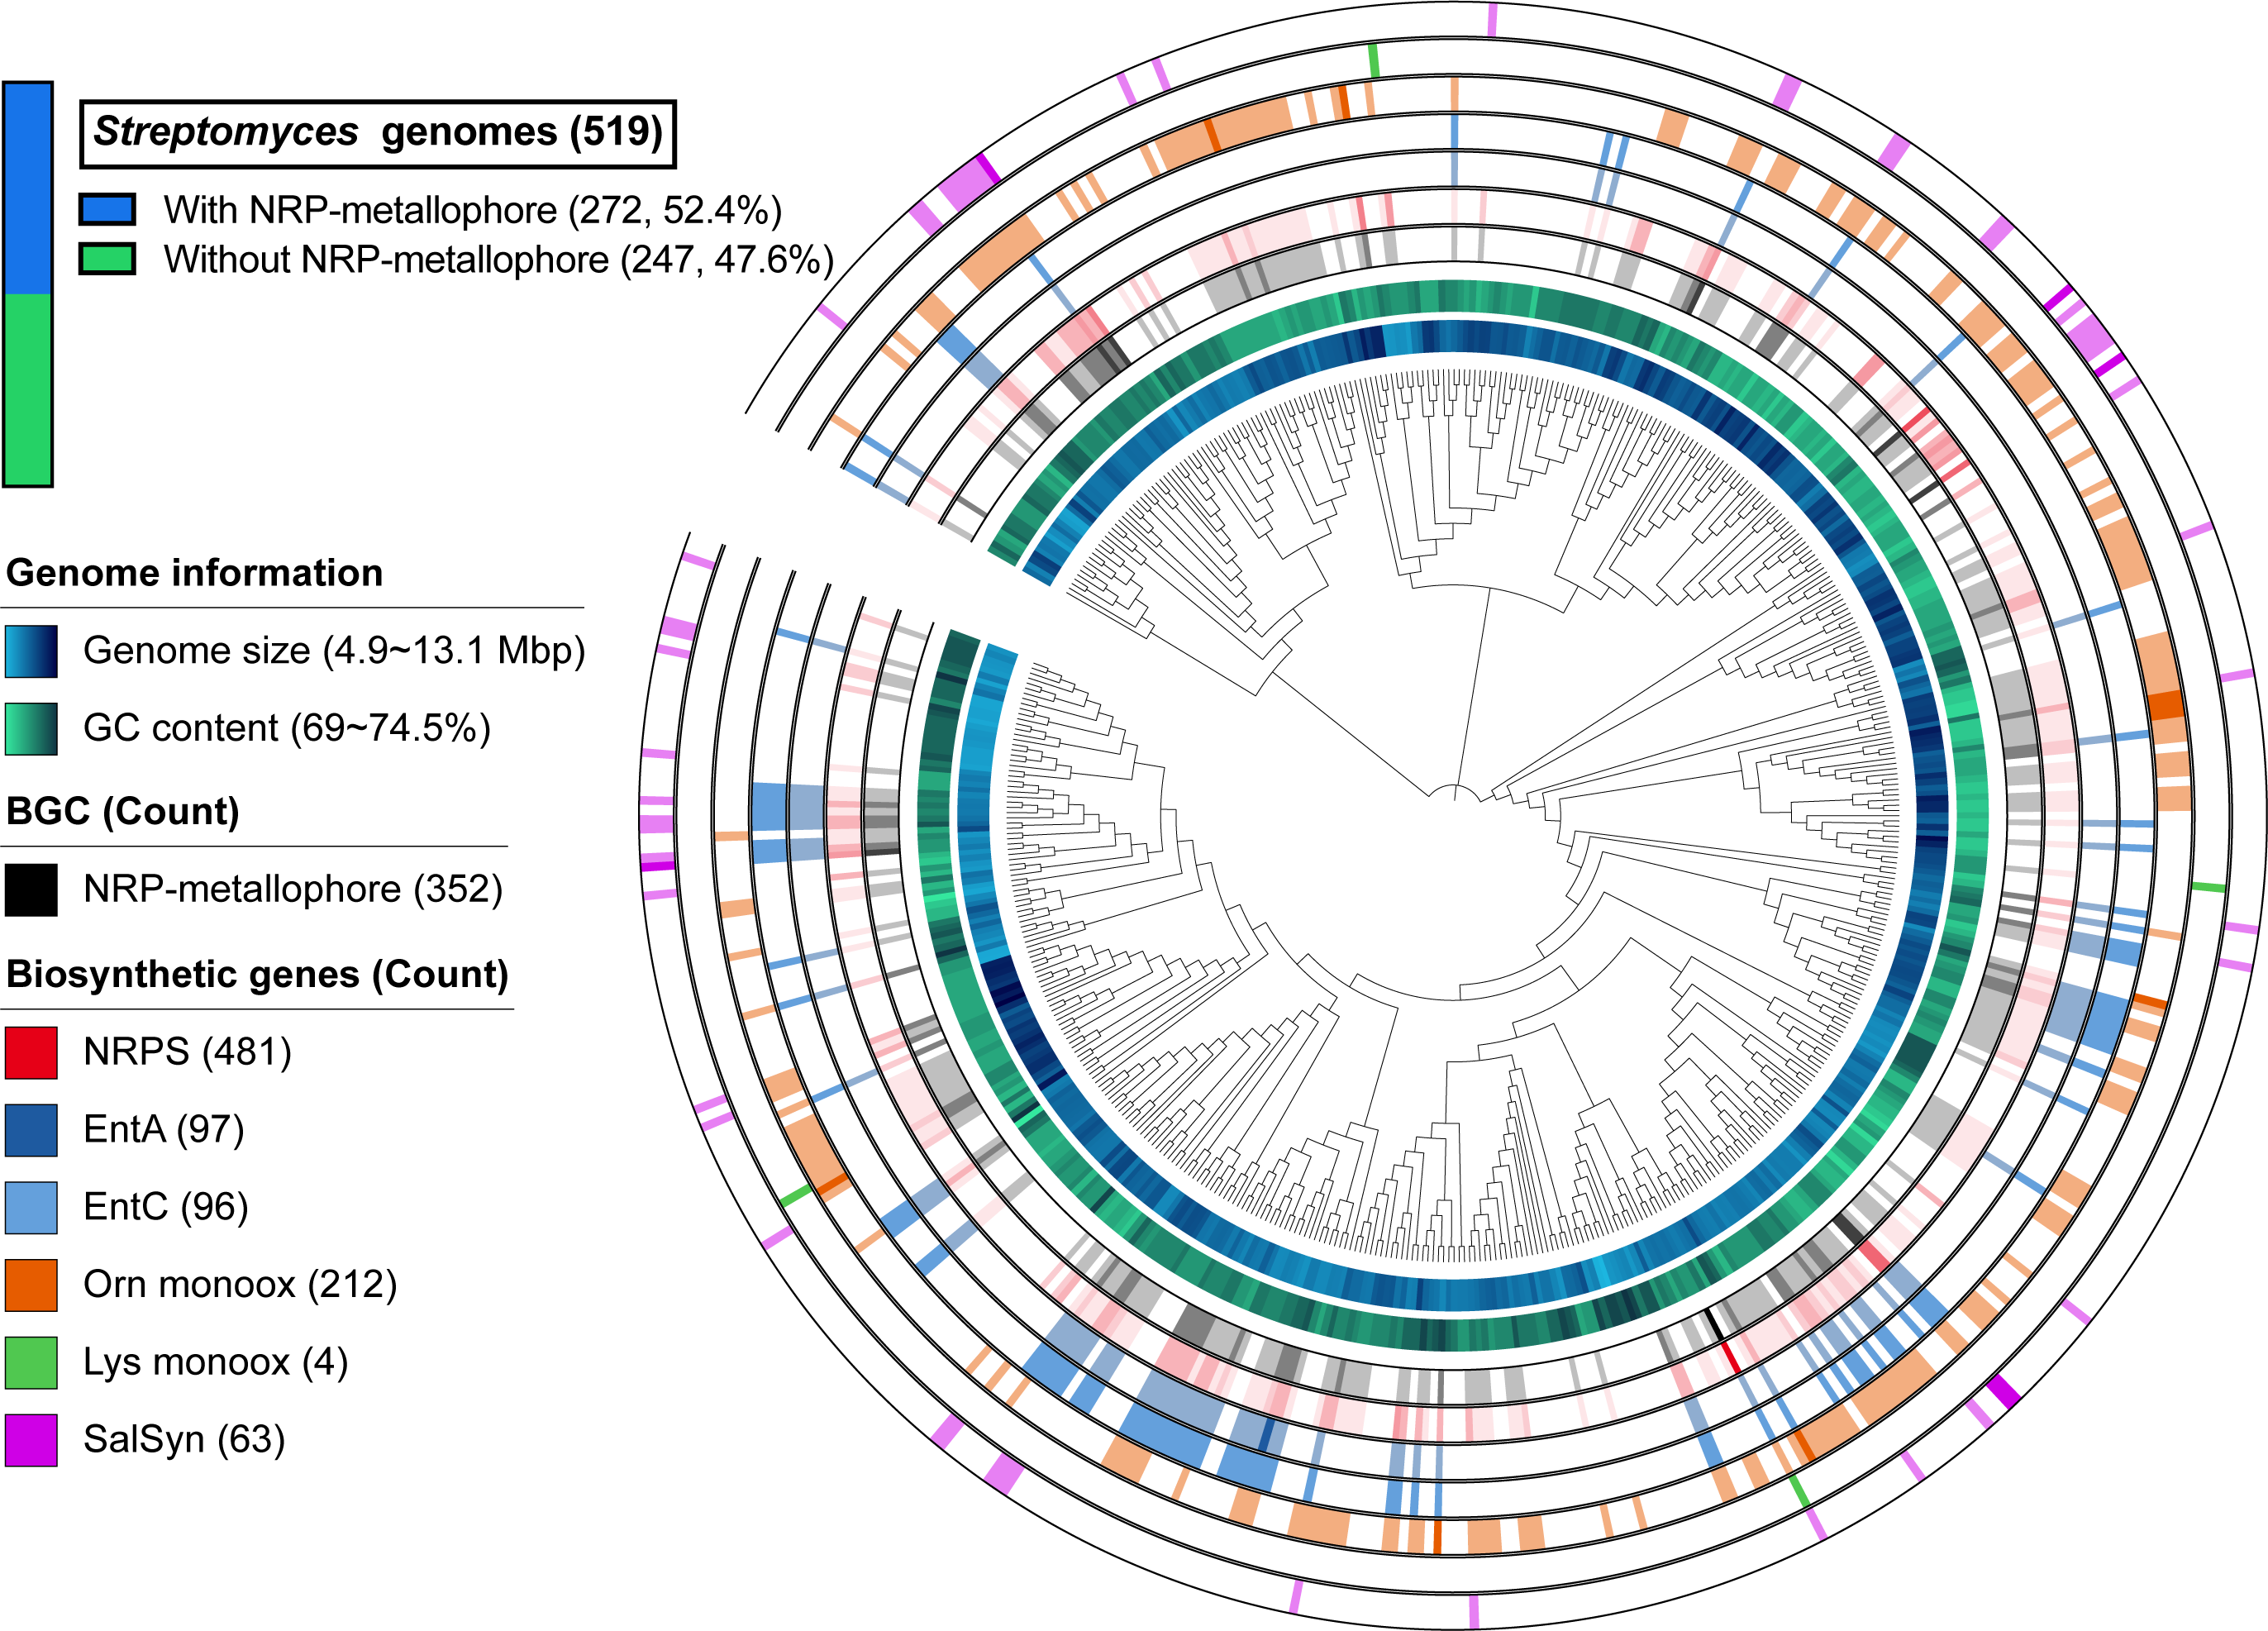 Streptomyces genomes (519)
With NRP-metallophore (272, 52.4%)
Without NRP-metallophore (247, 47.6%)
Genome information
Genome size (4.9~13.1 Mbp)
GC content (69~74.5%)
BGC (Count)
NRP-metallophore (352)
Biosynthetic genes (Count)
NRPS (481)
EntA (97)
EntC (96)
Orn monoox (212)
Lys monoox (4)
SalSyn (63)